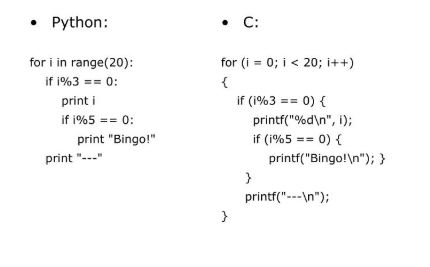 • Python:
for i in range(20):
    if i%3 == 0:
        print i
        if i%5 == 0:
            print "Bingo!"
    print "---"
• C:
for (i = 0; i < 20; i++)
{
    if (i%3 == 0) {
        printf("%d\n", i);
        if (i%5 == 0) {
            printf("Bingo!\n"); }
        }
        printf("---\n");
}